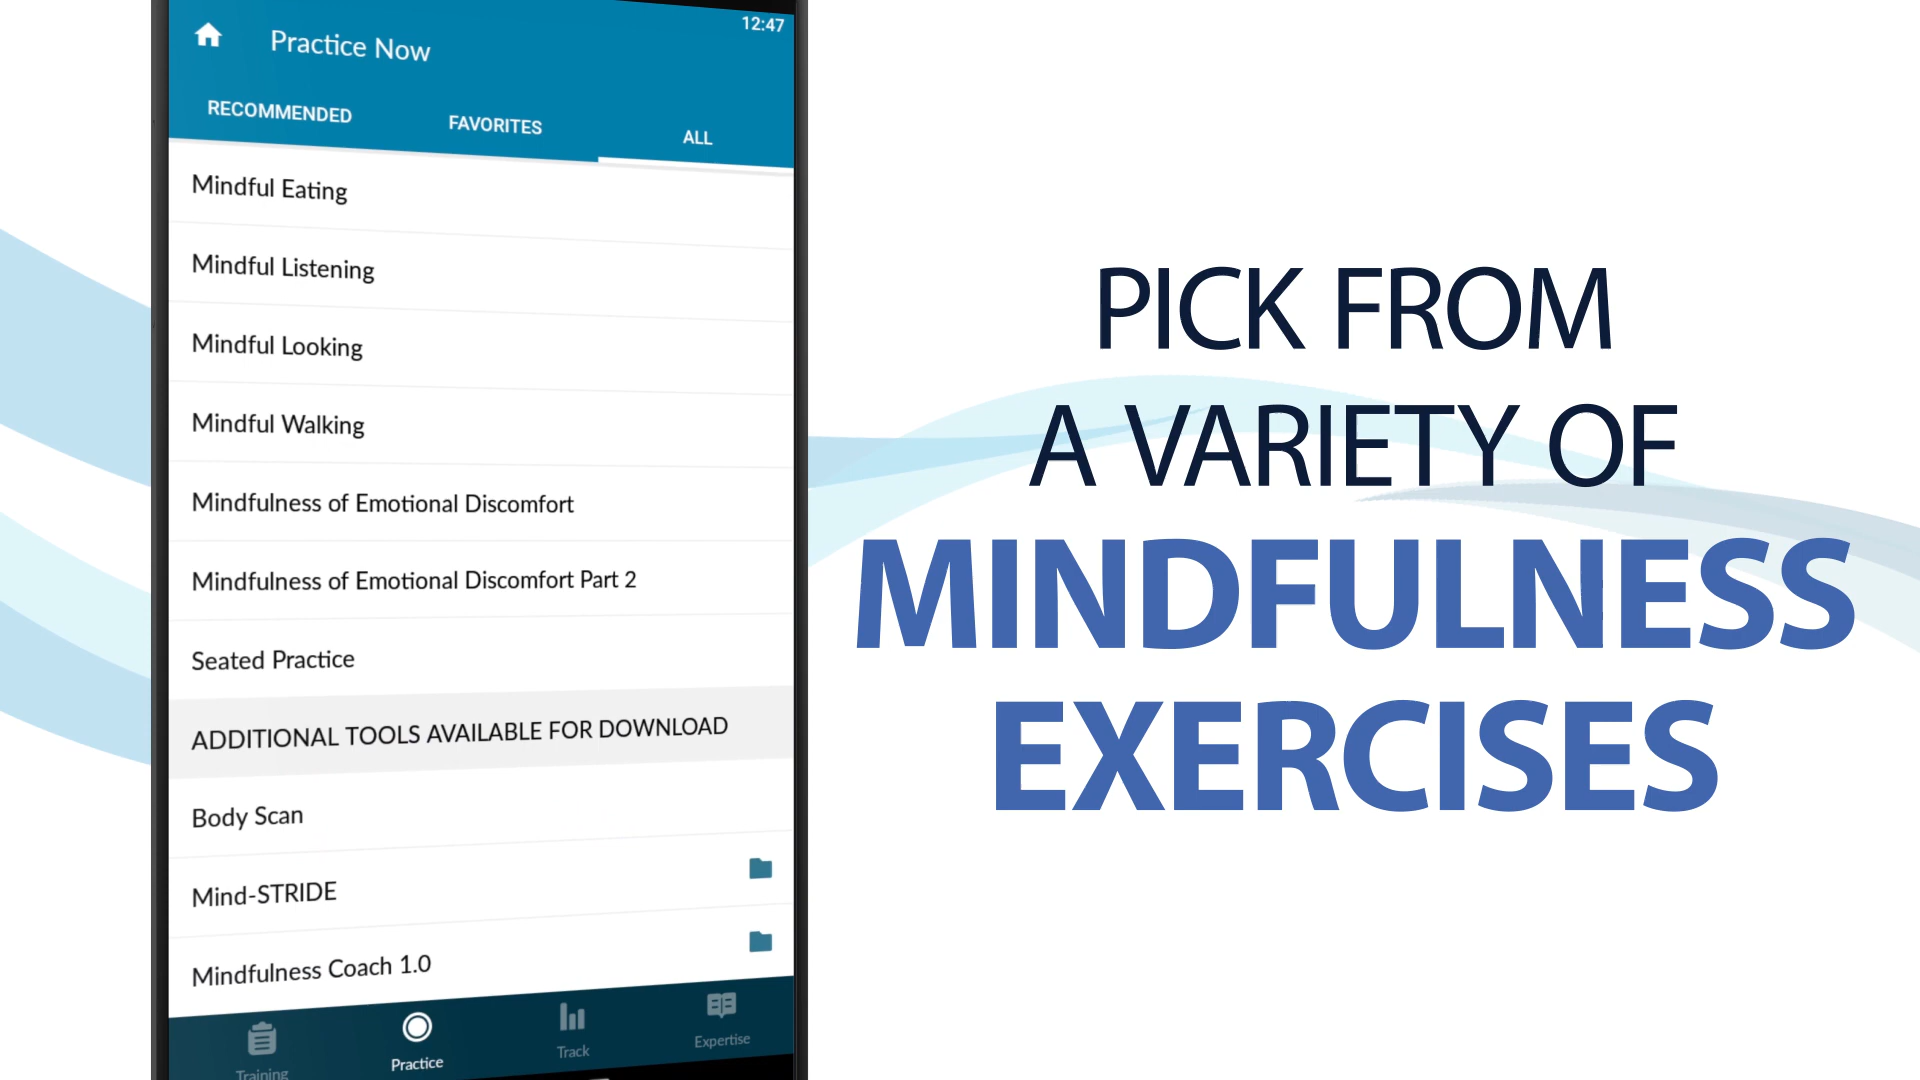 12:47
Practice Now
RECOMMENDED
FAVORITES
ALL
Mindful Eating
Mindful Listening
Mindful Looking
Mindful Walking
Mindfulness of Emotional Discomfort
Mindfulness of Emotional Discomfort Part 2
Seated Practice
ADDITIONAL TOOLS AVAILABLE FOR DOWNLOAD
Body Scan
Mind-STRIDE
Mindfulness Coach 1.0
Training
Practice
Track
Expertise
PICK FROM
A VARIETY OF
MINDFULNESS
EXERCISES